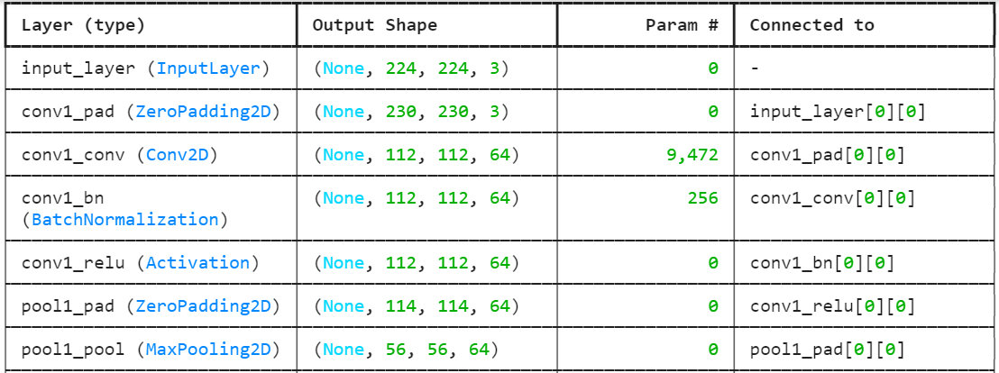 Layer (type) Output Shape Param # Connected to
input_layer (InputLayer) (None, 224, 224, 3) 0 -
conv1_pad (ZeroPadding2D) (None, 230, 230, 3) 0 input_layer[0][0]
conv1_conv (Conv2D) (None, 112, 112, 64) 9,472 conv1_pad[0][0]
conv1_bn (None, 112, 112, 64) 256 conv1_conv[0][0]
(BatchNormalization)
conv1_relu (Activation) (None, 112, 112, 64) 0 conv1_bn[0][0]
pool1_pad (ZeroPadding2D) (None, 114, 114, 64) 0 conv1_relu[0][0]
pool1_pool (MaxPooling2D) (None, 56, 56, 64) 0 pool1_pad[0][0]